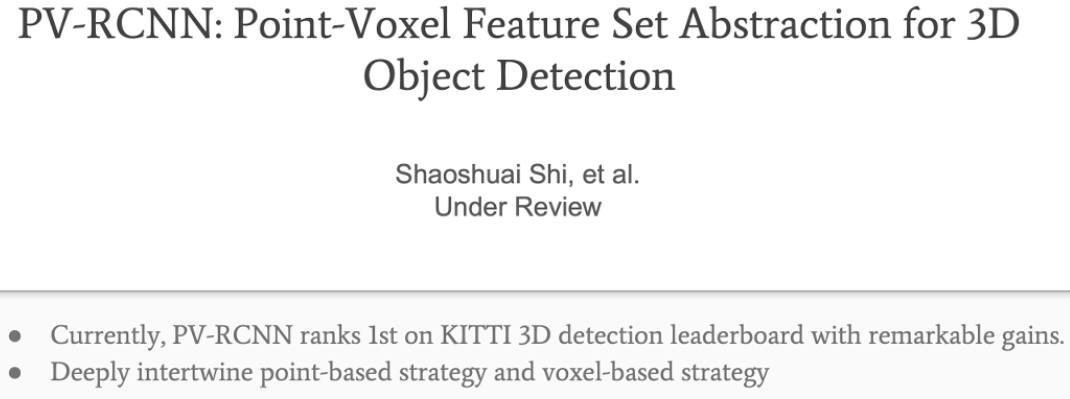 PV-RCNN: Point-Voxel Feature Set Abstraction for 3D
Object Detection
Shaoshuai Shi, et al.
Under Review
● Currently, PV-RCNN ranks 1st on KITTI 3D detection leaderboard with remarkable gains.
● Deeply intertwine point-based strategy and voxel-based strategy